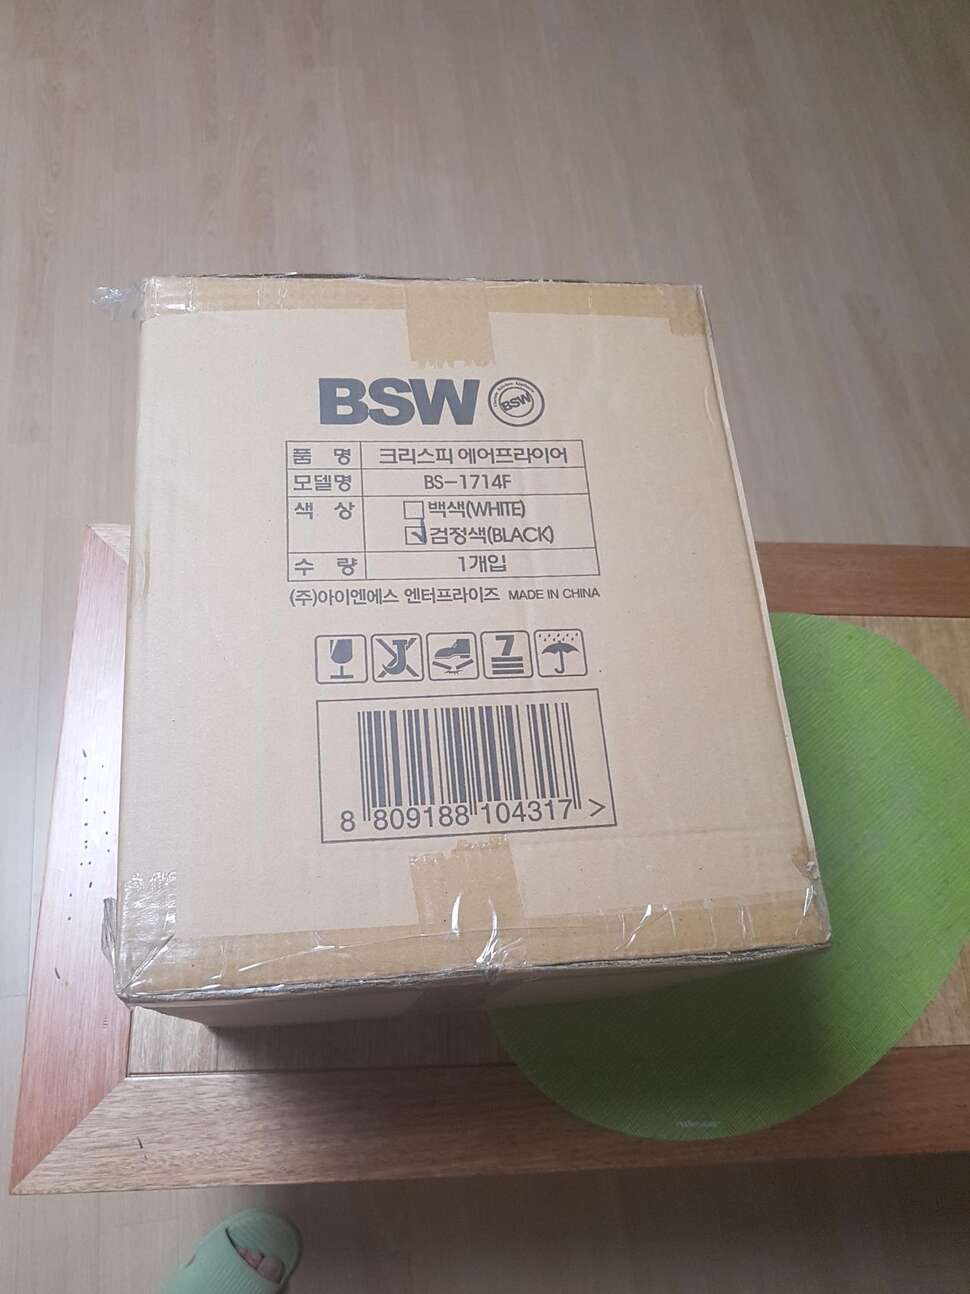 BSW BSW
품 명 크리스피 에어프라이어
모델명 BS-1714F
색 상 백색(WHITE)
검정색(BLACK)
수 량 1개입
(주)아이엔에스 엔터프라이즈 MADE IN CHINA
7
8 809188 104317 >